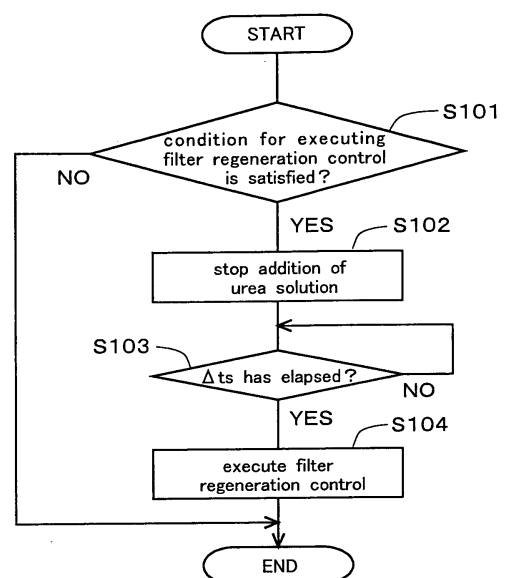 START
S101
condition for executing
filter regeneration control
is satisfied?
NO
YES
S102
stop addition of
urea solution
S103
Δts has elapsed?
NO
YES
S104
execute filter
regeneration control
END